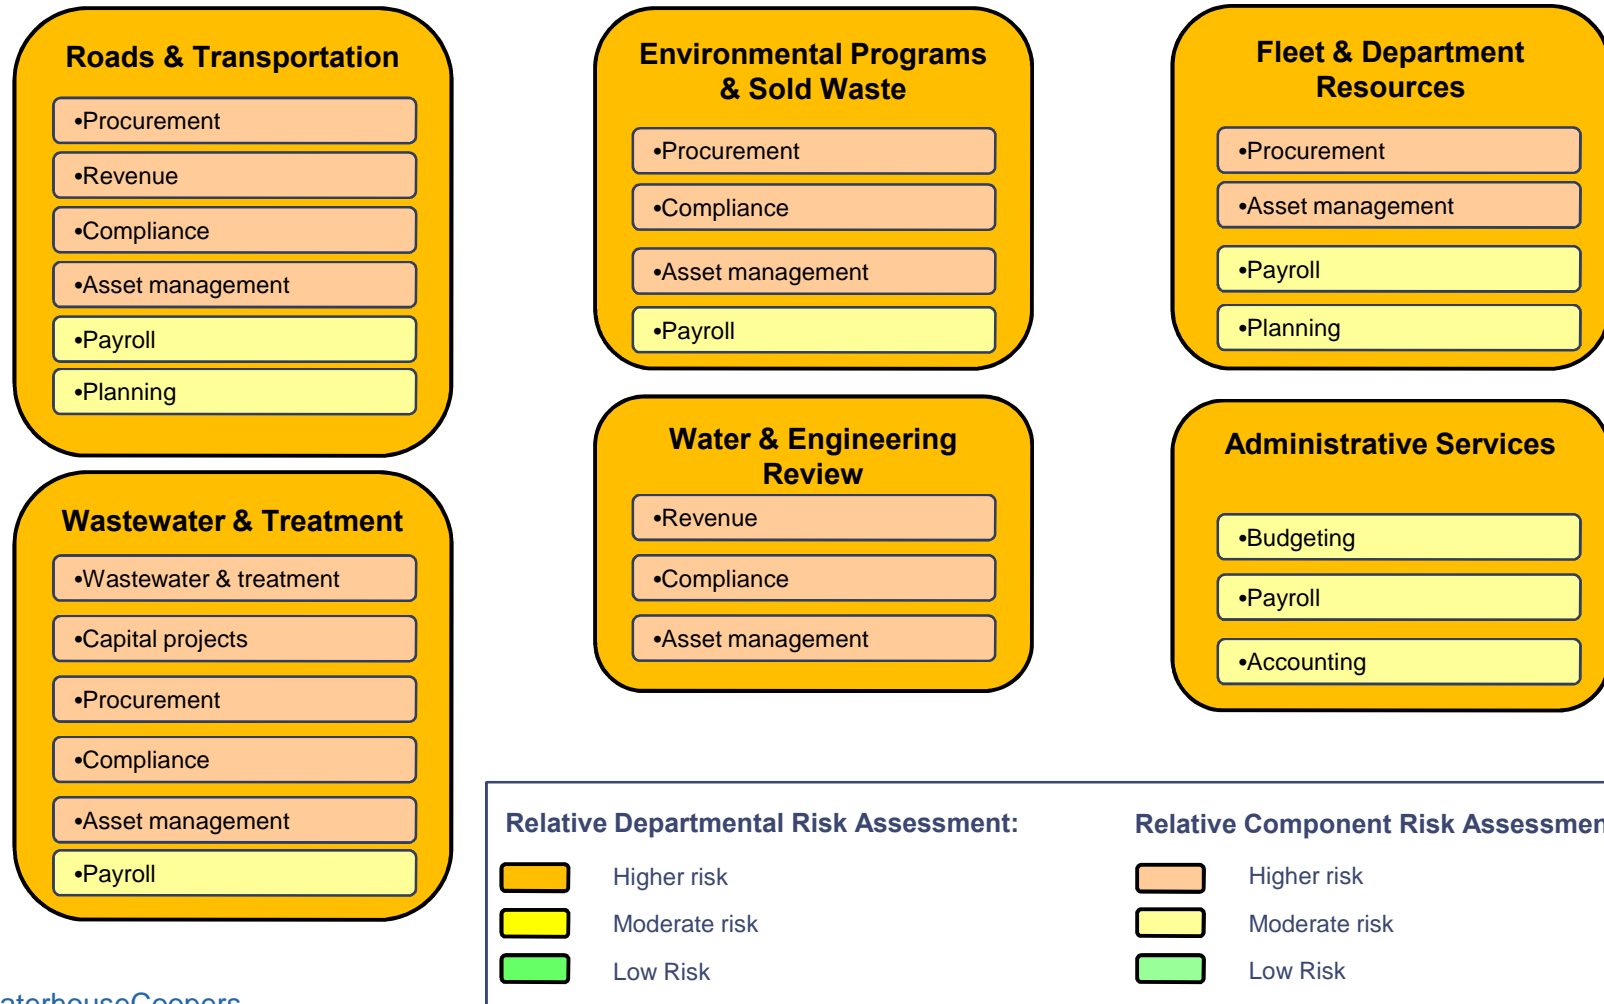 Roads & Transportation
•Procurement
•Revenue
•Compliance
•Asset management
•Payroll
•Planning
Wastewater & Treatment
•Wastewater & treatment
•Capital projects
•Procurement
•Compliance
•Asset management
•Payroll
Environmental Programs
& Sold Waste
•Procurement
•Compliance
•Asset management
•Payroll
Water & Engineering
Review
•Revenue
•Compliance
•Asset management
Fleet & Department
Resources
•Procurement
•Asset management
•Payroll
•Planning
Administrative Services
•Budgeting
•Payroll
•Accounting
Relative Departmental Risk Assessment:
Higher risk
Moderate risk
Low Risk
Relative Component Risk Assessmen
Higher risk
Moderate risk
Low Risk
aterhouseCoopers